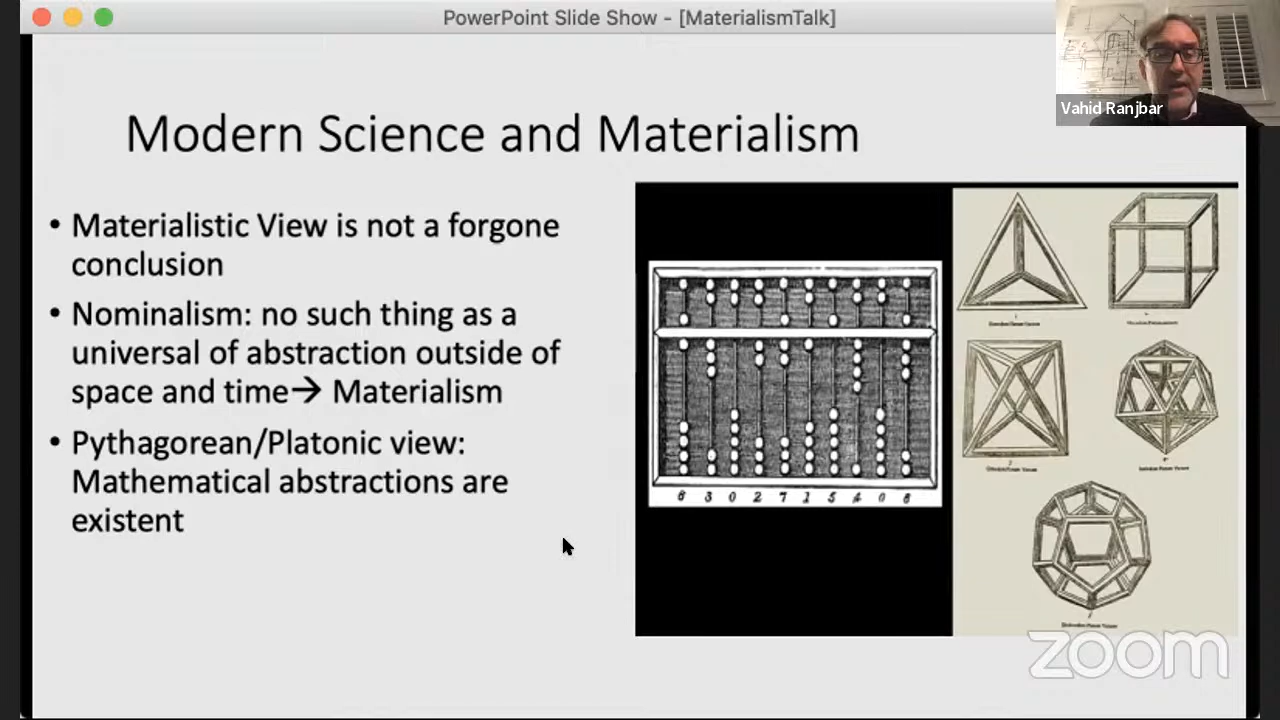 PowerPoint Slide Show - [MaterialismTalk]
Vahid Ranjbar
Modern Science and Materialism
• Materialistic View is not a forgone
conclusion
• Nominalism: no such thing as a
universal of abstraction outside of
space and time→ Materialism
• Pythagorean/Platonic view:
Mathematical abstractions are
existent
6 3 0 2 7 1 5 4 0 8
zoom